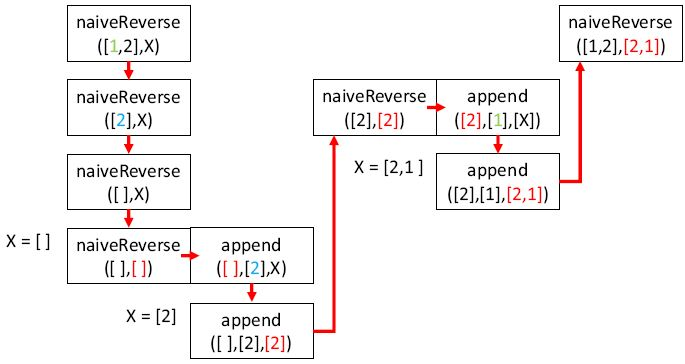 naiveReverse
([1,2],X)
naiveReverse
([2],X)
naiveReverse
([ ],X)
X = [ ]
naiveReverse
([ ],[ ])
append
([ ],[2],X)
X = [2]
append
([ ],[2],[2])
naiveReverse
([2],[2])
append
([2],[1],[X])
X = [2,1 ]
append
([2],[1],[2,1])
naiveReverse
([1,2],[2,1])